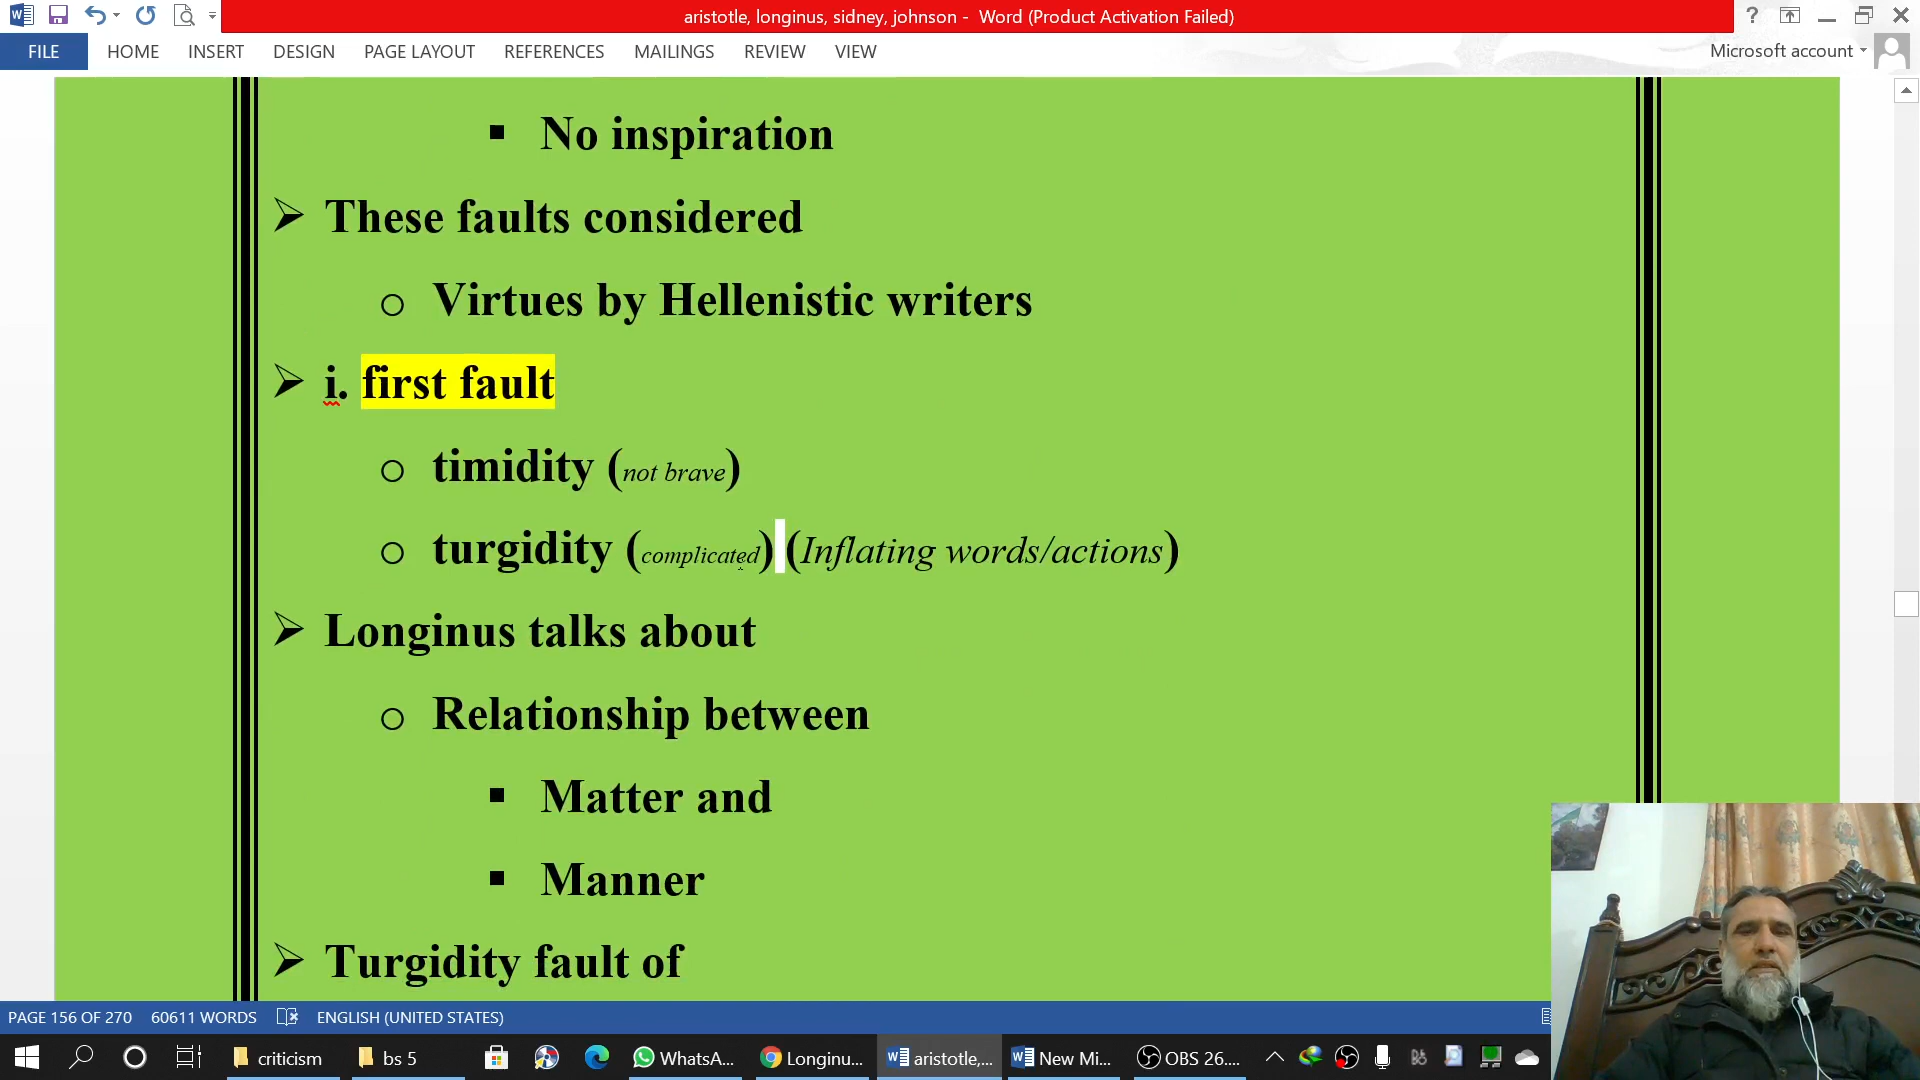 aristotle, longinus, sidney, johnson - Word (Product Activation Failed)
FILE HOME INSERT DESIGN PAGE LAYOUT REFERENCES MAILINGS REVIEW VIEW Microsoft account
No inspiration
These faults considered
Virtues by Hellenistic writers
i. first fault
timidity (not brave)
turgidity (complicated) (Inflating words/actions)
Longinus talks about
Relationship between
Matter and
Manner
Turgidity fault of
PAGE 156 OF 270 60611 WORDS ENGLISH (UNITED STATES)
criticism bs 5 WhatsA... Longinu... aristotle,... New Mi... OBS 26....